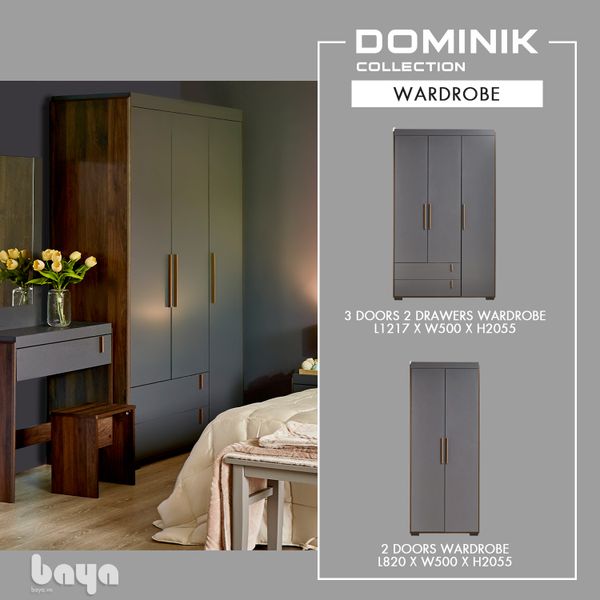 DOMINIK
COLLECTION
WARDROBE
3 DOORS 2 DRAWERS WARDROBE
L1217 X W500 X H2055
2 DOORS WARDROBE
L820 X W500 X H2055
baya
baya.vn